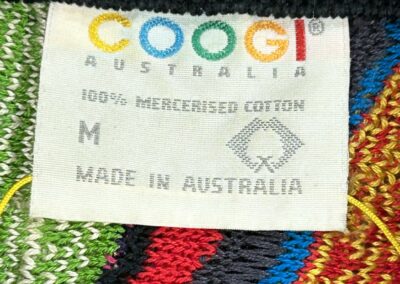 COOGI®
AUSTRALIA
100% MERCERISED COTTON
M
MADE IN AUSTRALIA